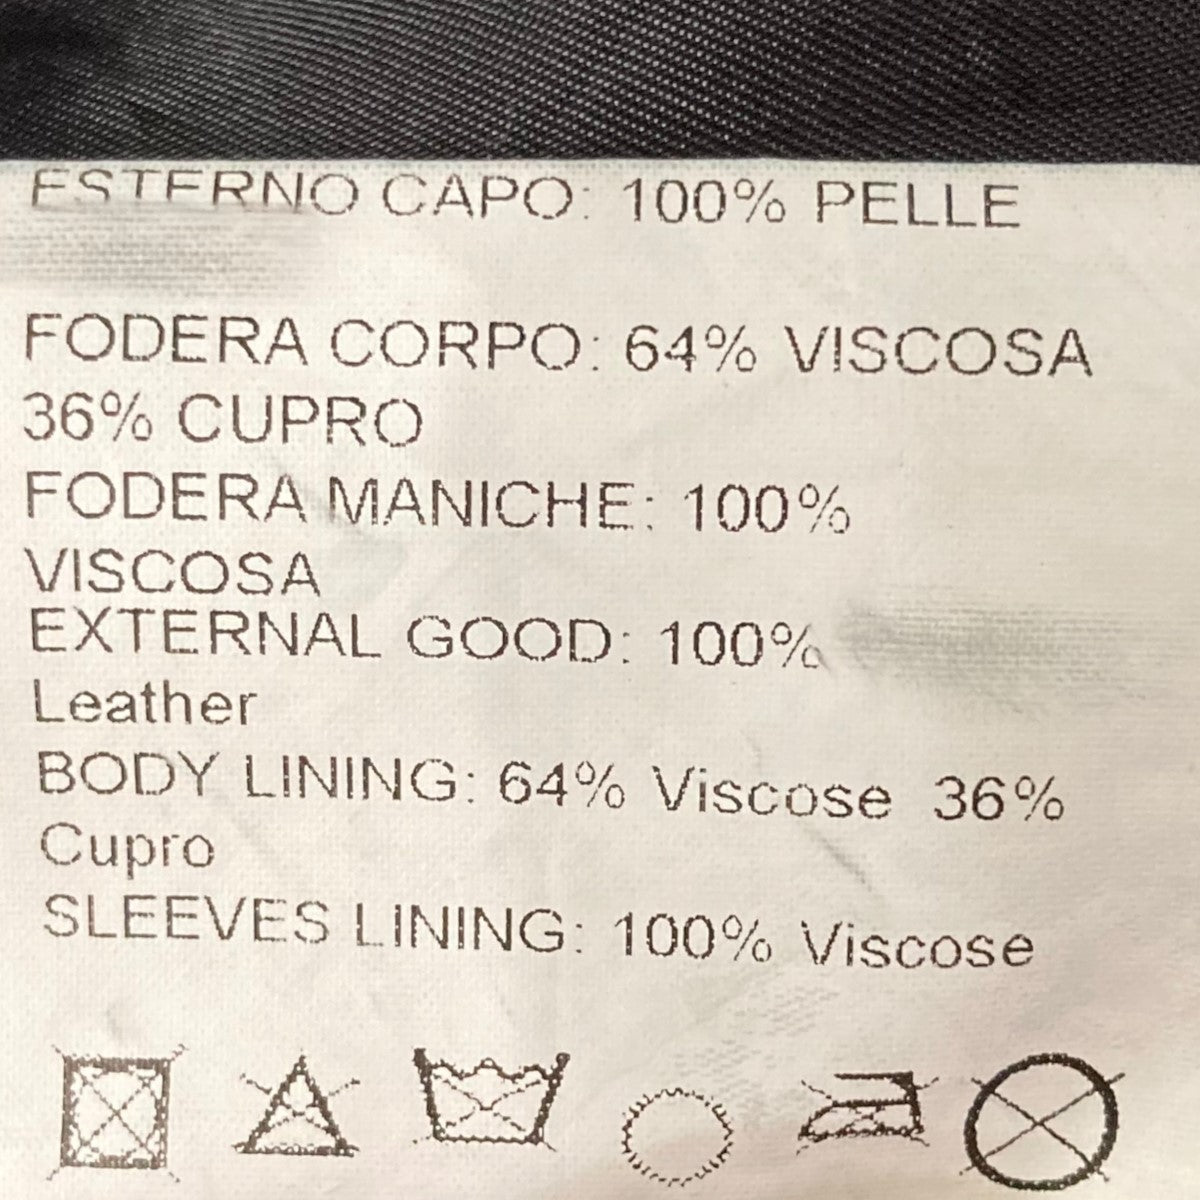 ESTERNO CAPO: 100% PELLE
FODERA CORPO: 64% VISCOSA
36% CUPRO
FODERA MANICHE: 100%
VISCOSA
EXTERNAL GOOD: 100%
Leather
BODY LINING: 64% Viscose 36%
Cupro
SLEEVES LINING: 100% Viscose